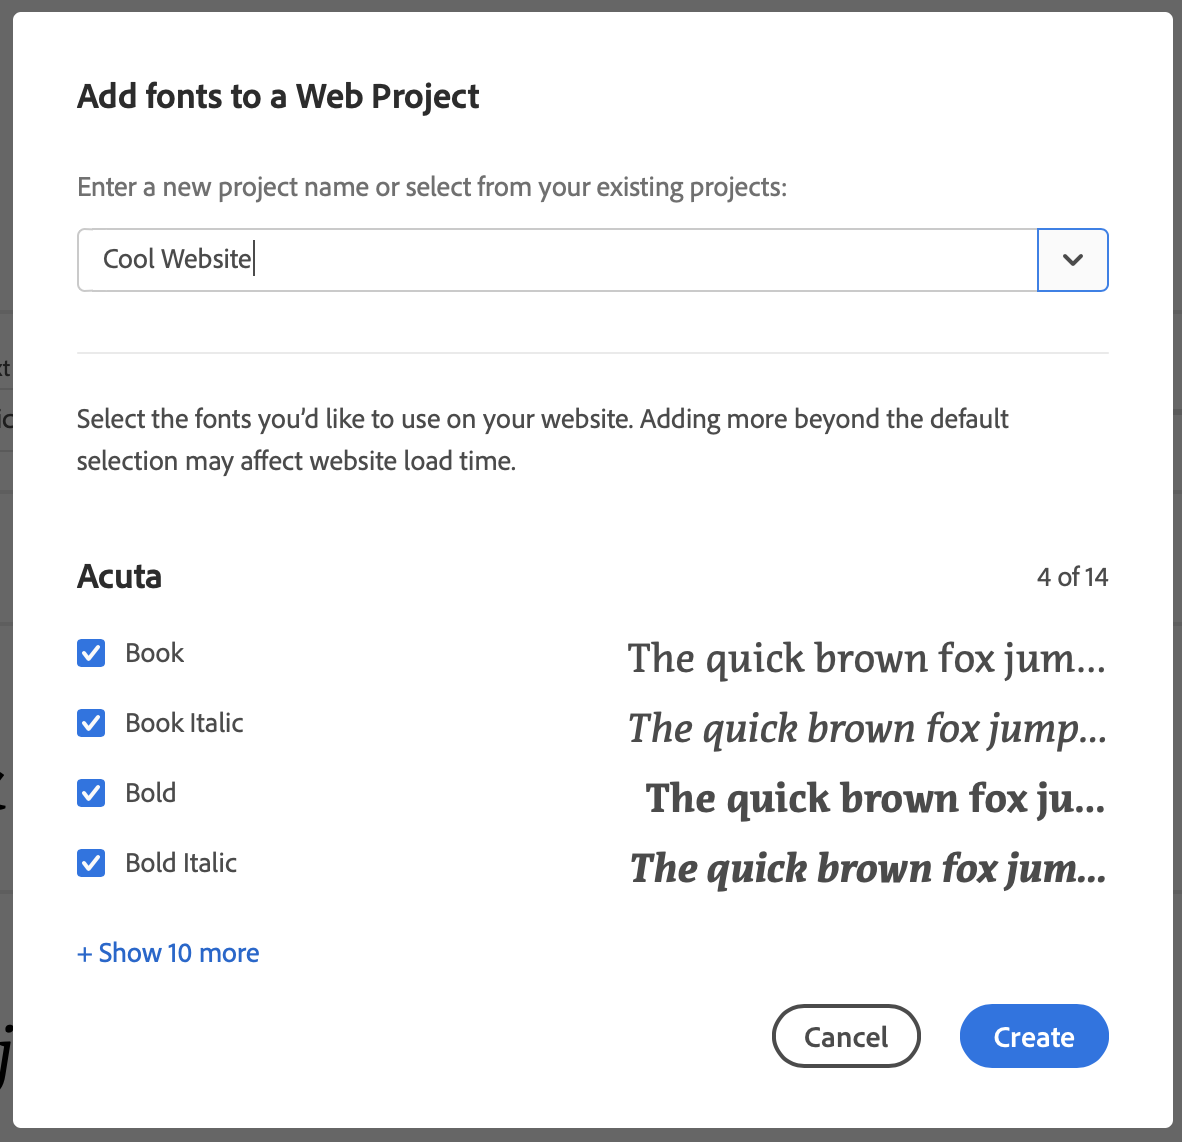 Add fonts to a Web Project
Enter a new project name or select from your existing projects:
Cool Website
Select the fonts you’d like to use on your website. Adding more beyond the default
selection may affect website load time.
Acuta
4 of 14
Book
The quick brown fox jum...
Book Italic
The quick brown fox jump...
Bold
The quick brown fox ju...
Bold Italic
The quick brown fox jum...
+ Show 10 more
Cancel
Create